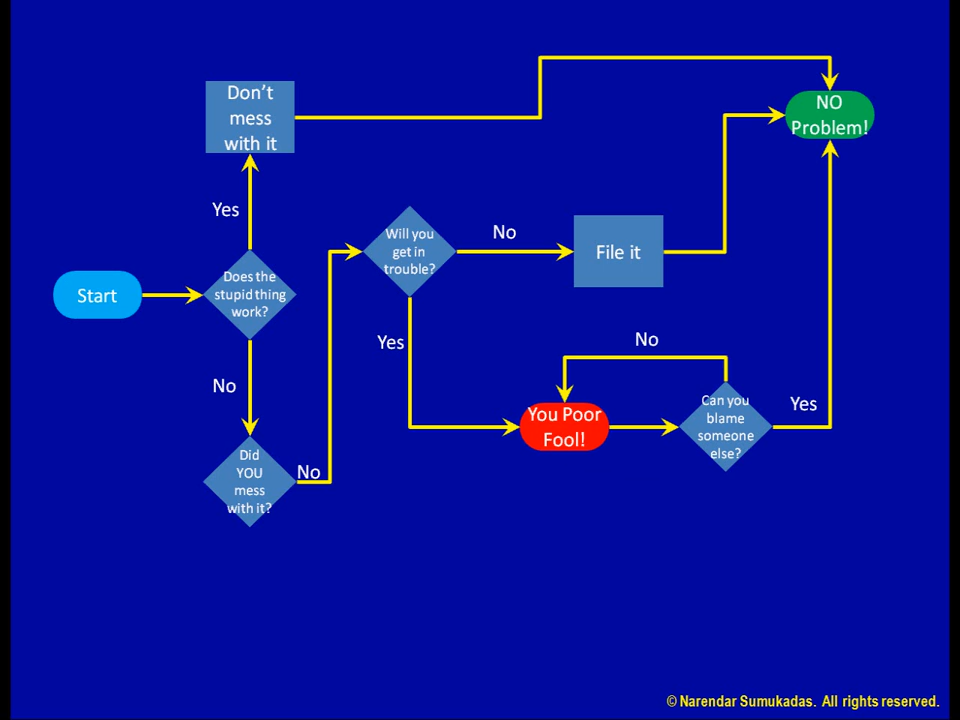 Don't
mess
with it
NO
Problem!
Yes
Will you
get in
trouble?
No
File it
Start
Does the
stupid thing
work?
Yes
No
No
You Poor
Fool!
Can you
blame
someone
else?
Yes
Did
YOU
mess
with it?
No
© Narendar Sumukadas. All rights reserved.